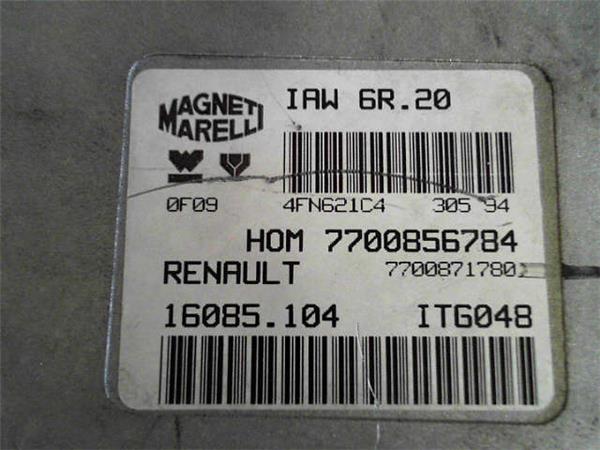 MAGNETI MARELLI
IAW 6R.20
0F09 4FN621C4 305 94
HOM 7700856784
RENAULT 7700871780
16085.104 ITG048